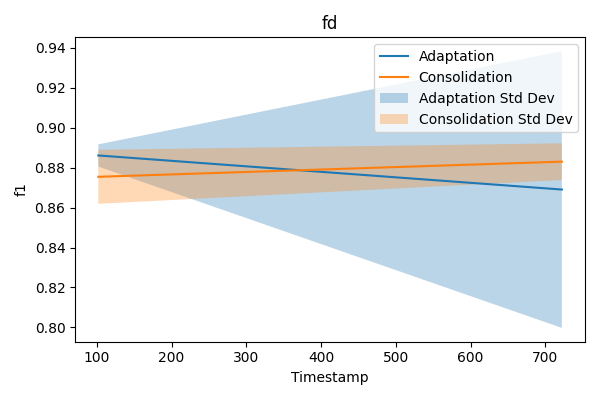 fd
0.94
0.92
0.90
0.88
0.86
0.84
0.82
0.80
f1
Adaptation
Consolidation
Adaptation Std Dev
Consolidation Std Dev
100 200 300 400 500 600 700
Timestamp